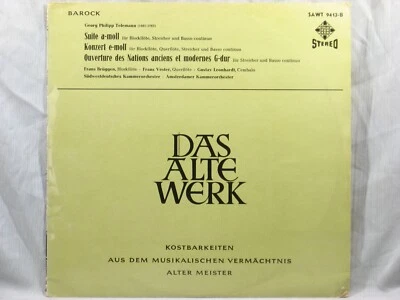 BAROCK
SAWT 9413-B
Georg Philipp Telemann (1681-1767)
Suite a-moll für Blockflöte, Streicher und Basso continuo
Konzert e-moll für Blockflöte, Querflöte, Streicher und Basso continuo
Ouverture des Nations anciens et modernes G-dur für Streicher und Basso continuo
Frans Brüggen, Blockflöte · Frans Vester, Querflöte · Gustav Leonhardt, Cembalo
Südwestdeutsches Kammerorchester · Amsterdamer Kammerorchester
STEREO
DAS
ALTE
WERK
KOSTBARKEITEN
AUS DEM MUSIKALISCHEN VERMÄCHTNIS
ALTER MEISTER